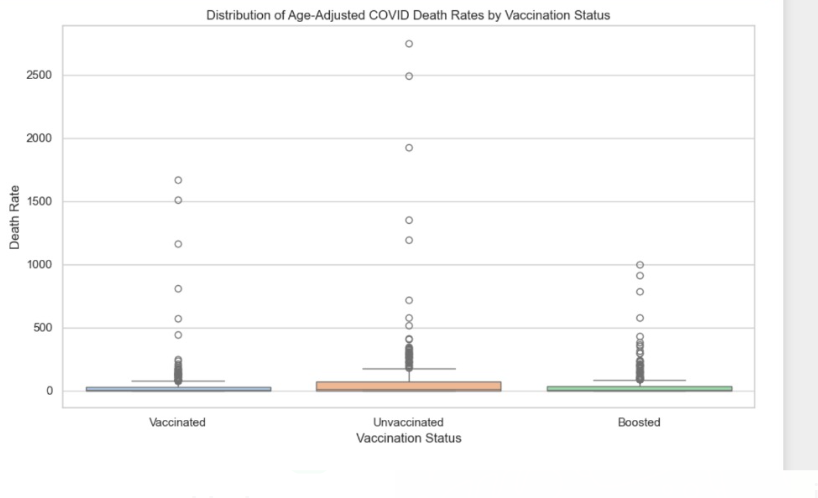 Distribution of Age-Adjusted COVID Death Rates by Vaccination Status
2500
2000
1500
1000
500
0
Death Rate
Vaccinated
Unvaccinated
Boosted
Vaccination Status